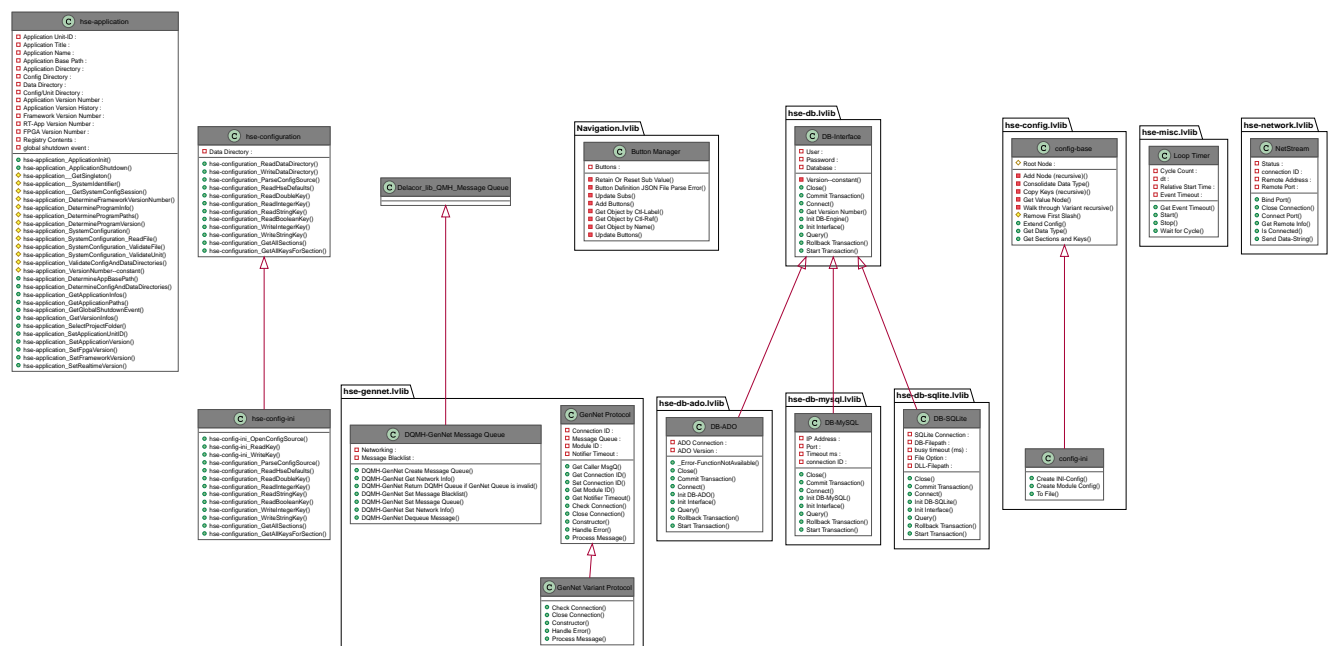 C hse-application
Application Unit-ID :
Application Title :
Application Name :
Application Base Path :
Application Directory :
Config Directory :
Data Directory :
Config/Unit Directory :
Application Version Number :
Application Version History :
Framework Version Number :
RT-App Version Number :
FPGA Version Number :
Registry Contents :
global shutdown event :
hse-application_ApplicationInit()
hse-application_ApplicationShutdown()
hse-application__GetSingleton()
hse-application__SystemIdentifier()
hse-application__GetSystemConfigSession()
hse-application_DetermineFrameworkVersionNumber()
hse-application_DetermineProgramInfo()
hse-application_DetermineProgramPaths()
hse-application_DetermineProgramVersion()
hse-application_SystemConfiguration()
hse-application_SystemConfiguration_ReadFile()
hse-application_SystemConfiguration_ValidateFile()
hse-application_SystemConfiguration_ValidateUnit()
hse-application_ValidateConfigAndDataDirectories()
hse-application_VersionNumber--constant()
hse-application_DetermineAppBasePath()
hse-application_DetermineConfigAndDataDirectories()
hse-application_GetApplicationInfos()
hse-application_GetApplicationPaths()
hse-application_GetGlobalShutdownEvent()
hse-application_GetVersionInfos()
hse-application_SelectProjectFolder()
hse-application_SetApplicationUnitID()
hse-application_SetApplicationVersion()
hse-application_SetFpgaVersion()
hse-application_SetFrameworkVersion()
hse-application_SetRealtimeVersion()
C hse-configuration
Data Directory :
hse-configuration_ReadDataDirectory()
hse-configuration_WriteDataDirectory()
hse-configuration_ParseConfigSource()
hse-configuration_ReadHseDefaults()
hse-configuration_ReadDoubleKey()
hse-configuration_ReadIntegerKey()
hse-configuration_ReadStringKey()
hse-configuration_ReadBooleanKey()
hse-configuration_WriteIntegerKey()
hse-configuration_WriteStringKey()
hse-configuration_GetAllSections()
hse-configuration_GetAllKeysForSection()
C hse-config-ini
hse-config-ini_OpenConfigSource()
hse-config-ini_ReadKey()
hse-config-ini_WriteKey()
hse-configuration_ParseConfigSource()
hse-configuration_ReadHseDefaults()
hse-configuration_ReadDoubleKey()
hse-configuration_ReadIntegerKey()
hse-configuration_ReadStringKey()
hse-configuration_ReadBooleanKey()
hse-configuration_WriteIntegerKey()
hse-configuration_WriteStringKey()
hse-configuration_GetAllSections()
hse-configuration_GetAllKeysForSection()
C Delacor_lib_QMH_Message Queue
hse-gennet.lvlib
C DQMH-GenNet Message Queue
Networking :
Message Blacklist :
DQMH-GenNet Create Message Queue()
DQMH-GenNet Get Network Info()
DQMH-GenNet Return DQMH Queue if GenNet Queue is invalid()
DQMH-GenNet Set Message Blacklist()
DQMH-GenNet Set Message Queue()
DQMH-GenNet Set Network Info()
DQMH-GenNet Dequeue Message()
C GenNet Protocol
Connection ID :
Message Queue :
Module ID :
Notifier Timeout :
Get Caller MsgQ()
Get Connection ID()
Set Connection ID()
Get Module ID()
Get Notifier Timeout()
Check Connection()
Close Connection()
Constructor()
Handle Error()
Process Message()
C GenNet Variant Protocol
Check Connection()
Close Connection()
Constructor()
Handle Error()
Process Message()
Navigation.lvlib
C Button Manager
Buttons :
Retain Or Reset Sub Value()
Button Definition JSON File Parse Error()
Update Subs()
Add Buttons()
Get Object by Ctl-Label()
Get Object by Ctl-Ref()
Get Object by Name()
Update Buttons()
hse-db.lvlib
C DB-Interface
User :
Password :
Database :
Version--constant()
Close()
Commit Transaction()
Connect()
Get Version Number()
Init DB-Engine()
Init Interface()
Query()
Rollback Transaction()
Start Transaction()
hse-db-ado.lvlib
C DB-ADO
ADO Connection :
ADO Version :
_Error-FunctionNotAvailable()
Close()
Commit Transaction()
Connect()
Init DB-ADO()
Init Interface()
Query()
Rollback Transaction()
Start Transaction()
hse-db-mysql.lvlib
C DB-MySQL
IP Address :
Port :
Timeout ms :
connection ID :
Close()
Commit Transaction()
Connect()
Init DB-MySQL()
Init Interface()
Query()
Rollback Transaction()
Start Transaction()
hse-db-sqlite.lvlib
C DB-SQLite
SQLite Connection :
DB-Filepath :
busy timeout (ms) :
File Option :
DLL-Filepath :
Close()
Commit Transaction()
Connect()
Init DB-SQLite()
Init Interface()
Query()
Rollback Transaction()
Start Transaction()
hse-config.lvlib
C config-base
Root Node :
Add Node (recursive)()
Consolidate Data Type()
Copy Keys (recursive)()
Get Value Node()
Walk through Variant recursive()
Remove First Slash()
Extend Config()
Get Data Type()
Get Sections and Keys()
C config-ini
Create INI-Config()
Create Module Config()
To File()
hse-misc.lvlib
C Loop Timer
Cycle Count :
dt :
Relative Start Time :
Event Timeout :
Get Event Timeout()
Start()
Stop()
Wait for Cycle()
hse-network.lvlib
C NetStream
Status :
connection ID :
Remote Address :
Remote Port :
Bind Port()
Close Connection()
Connect Port()
Get Remote Info()
Is Connected()
Send Data-String()